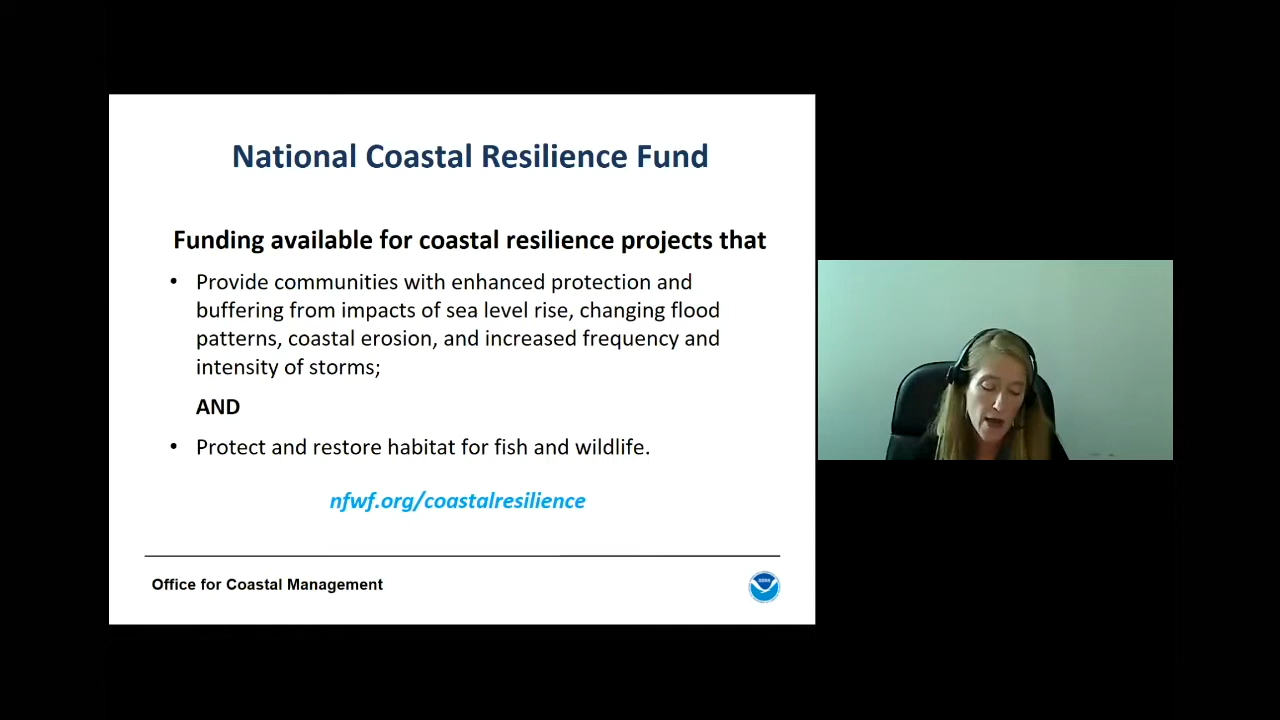 National Coastal Resilience Fund
Funding available for coastal resilience projects that
• Provide communities with enhanced protection and
buffering from impacts of sea level rise, changing flood
patterns, coastal erosion, and increased frequency and
intensity of storms;
AND
• Protect and restore habitat for fish and wildlife.
nfwf.org/coastalresilience
Office for Coastal Management
NOAA